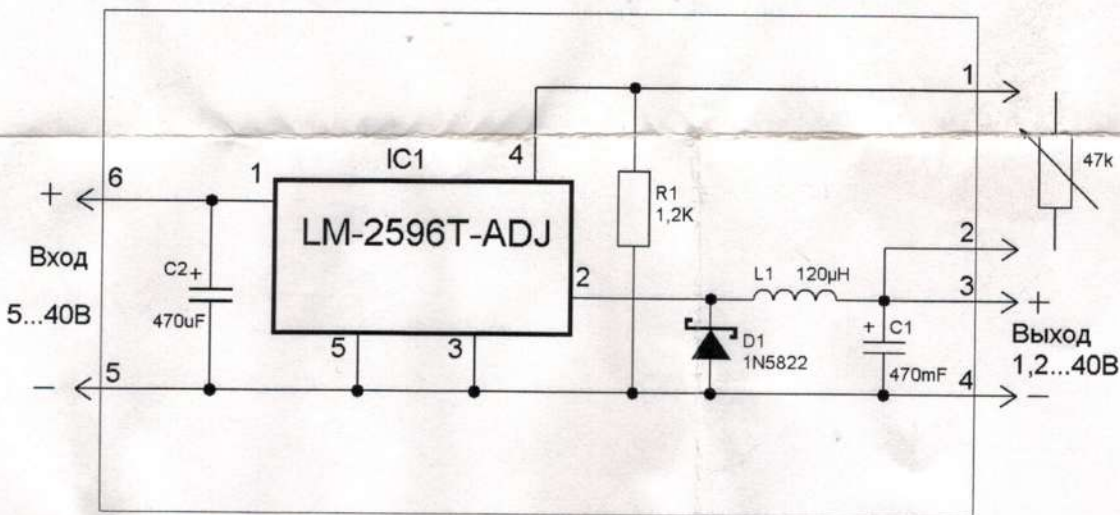 1
IC1
4
47k
6
1
+
R1
1,2K
LM-2596T-ADJ
2
Вход
C2 +
2
L1 120µH
3
+
5...40В
470uF
+ C1
Выход
5
3
D1
1N5822
1,2...40В
470mF
5
4
−
−